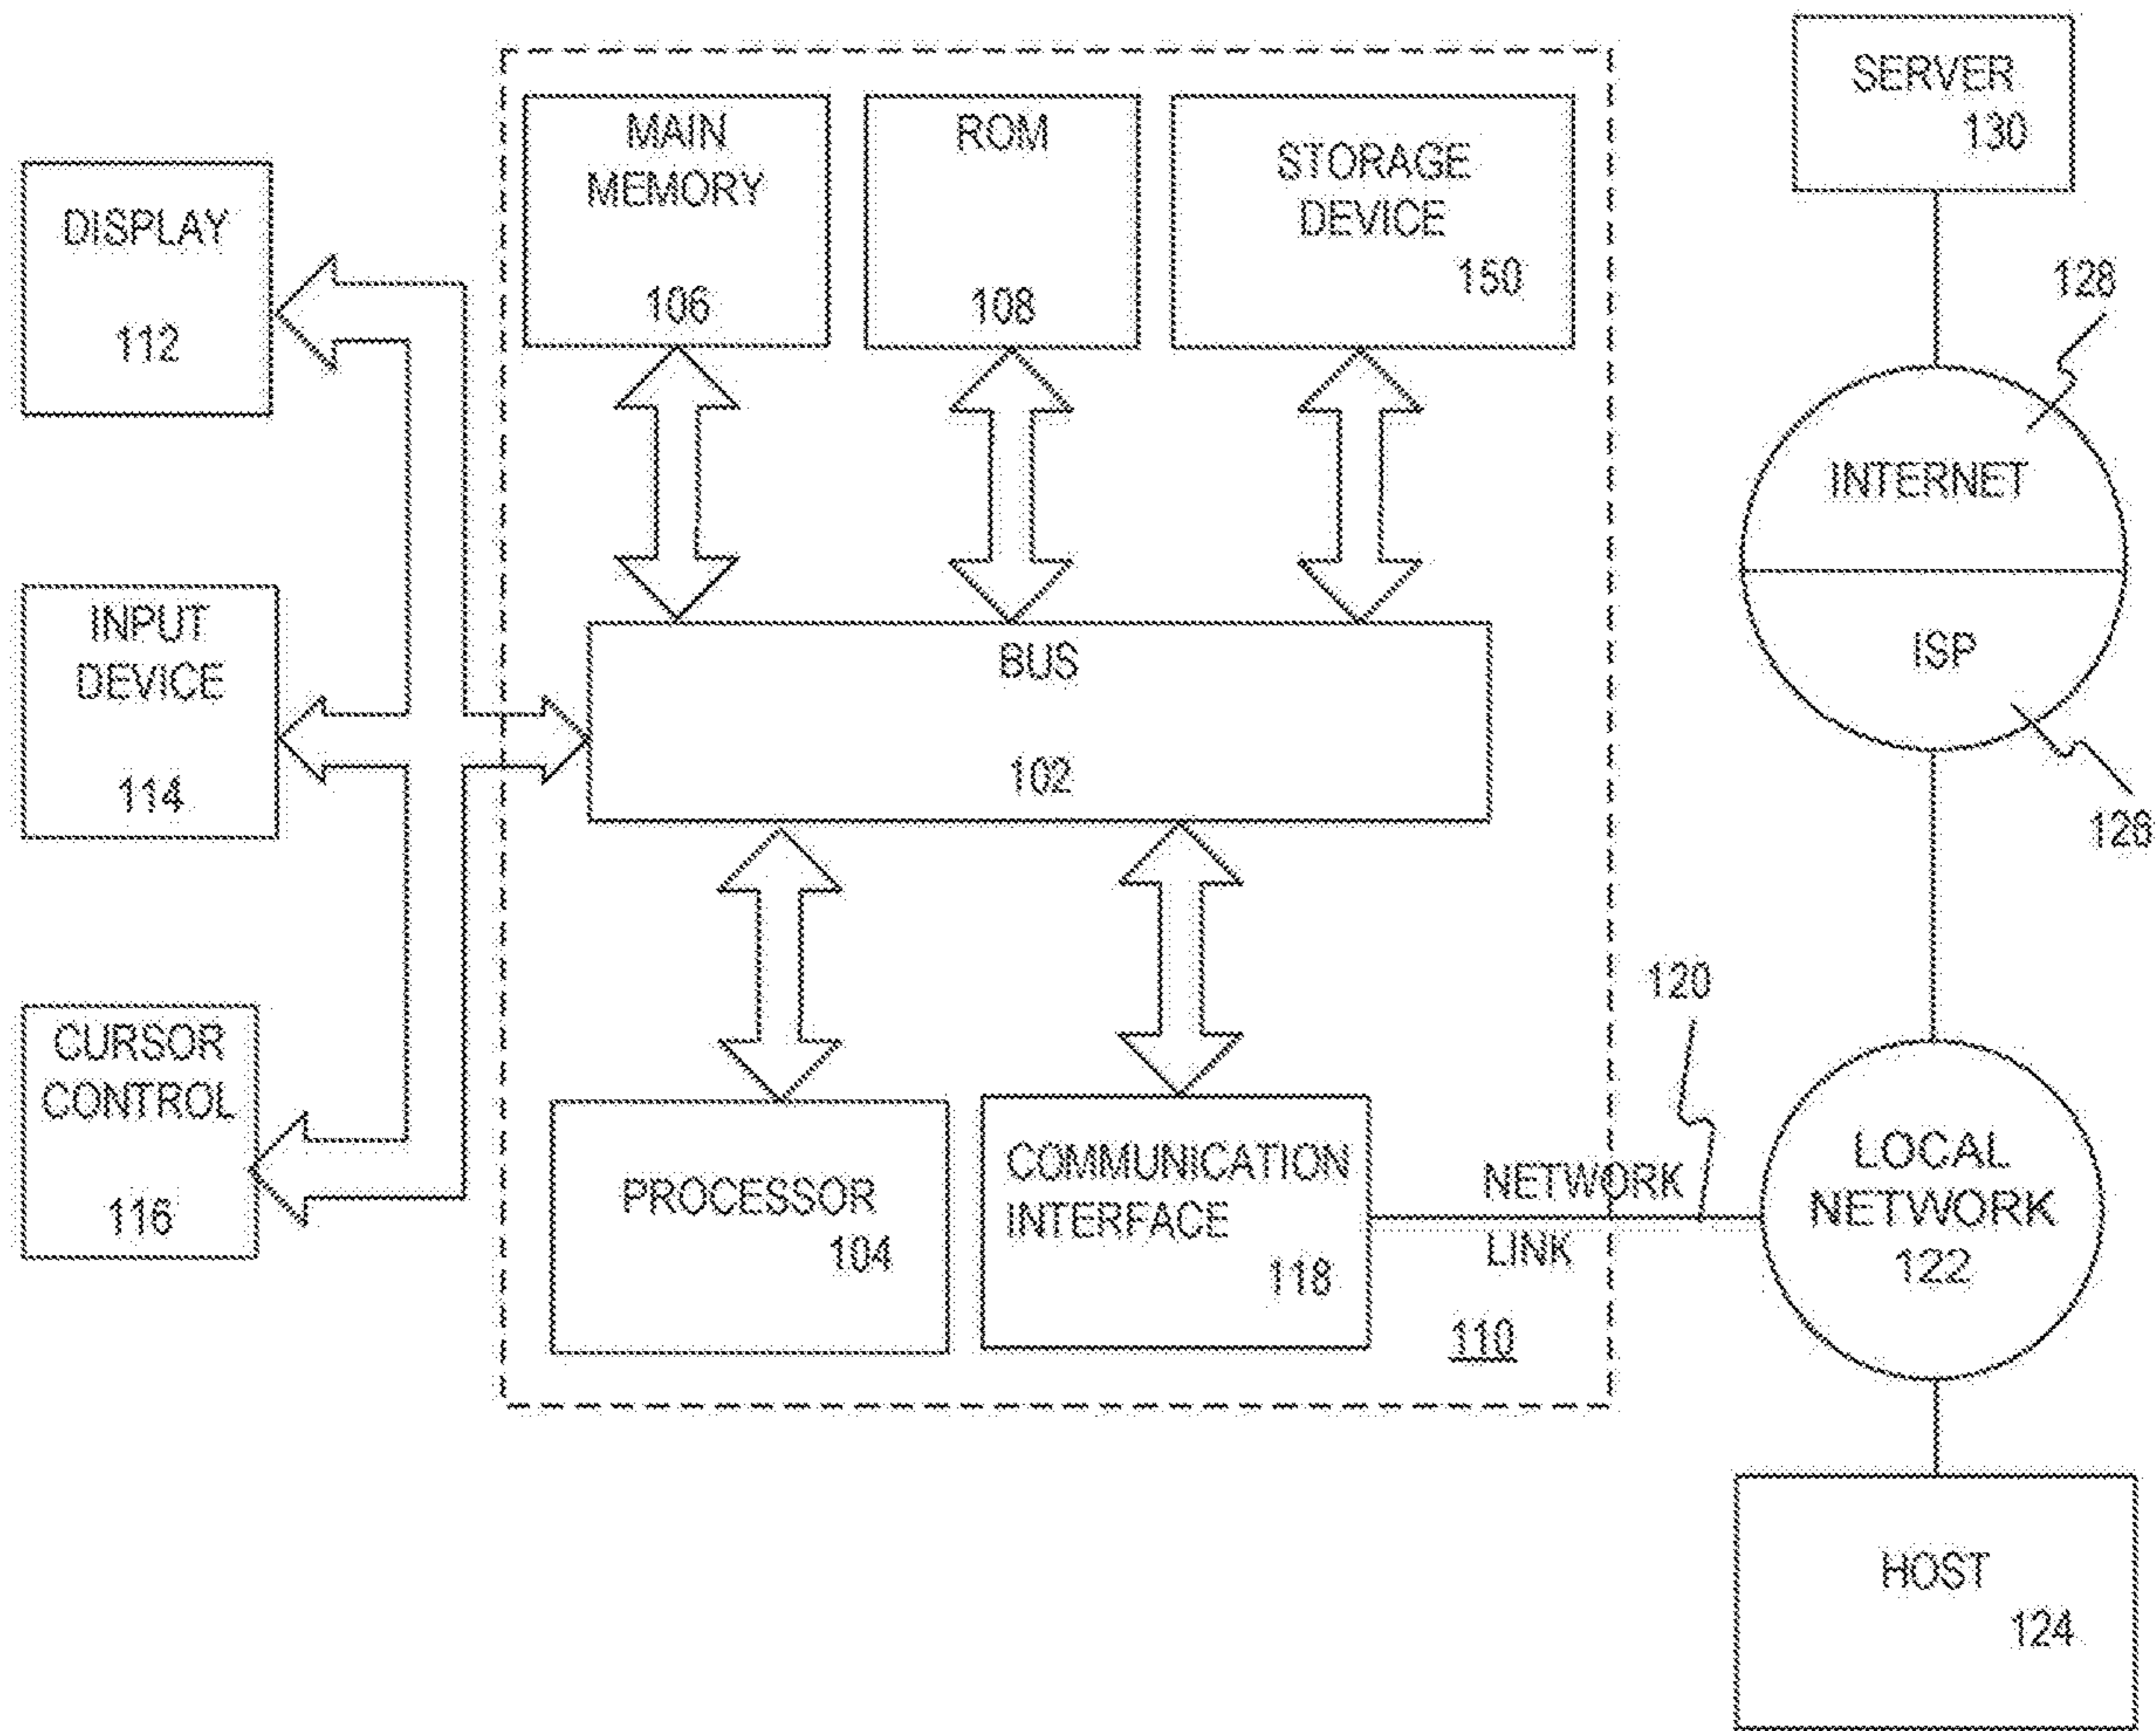 DISPLAY
112
INPUT
DEVICE
114
CURSOR
CONTROL
116
MAIN
MEMORY
106
ROM
108
STORAGE
DEVICE
150
BUS
102
PROCESSOR
104
COMMUNICATION
INTERFACE
118
NETWORK
LINK
110
120
SERVER
130
128
INTERNET
ISP
126
LOCAL
NETWORK
122
HOST
124